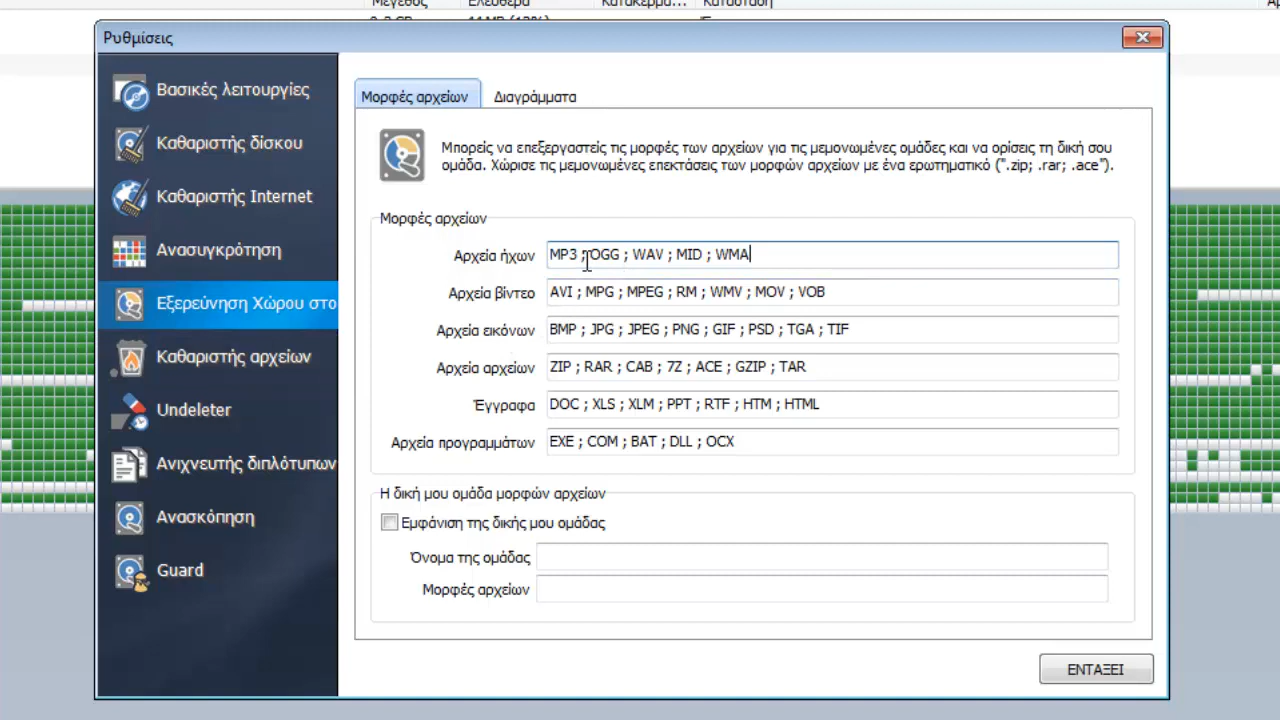 Μέγεθος Ελεύθερα Κατάσταση
Ρυθμίσεις
Βασικές λειτουργίες
Καθαριστής δίσκου
Καθαριστής Internet
Ανασυγκρότηση
Εξερεύνηση Χώρου στο
Καθαριστής αρχείων
Undeleter
Ανιχνευτής διπλότυπων
Ανασκόπηση
Guard
Μορφές αρχείων Διαγράμματα
Μπορείς να επεξεργαστείς τις μορφές των αρχείων για τις μεμονωμένες ομάδες και να ορίσεις τη δική σου
ομάδα. Χώρισε τις μεμονωμένες επεκτάσεις των μορφών αρχείων με ένα ερωτηματικό (".zip; .rar; .ace").
Μορφές αρχείων
Αρχεία ήχων MP3 ; OGG ; WAV ; MID ; WMA
Αρχεία βίντεο AVI ; MPG ; MPEG ; RM ; WMV ; MOV ; VOB
Αρχεία εικόνων BMP ; JPG ; JPEG ; PNG ; GIF ; PSD ; TGA ; TIF
Αρχεία αρχείων ZIP ; RAR ; CAB ; 7Z ; ACE ; GZIP ; TAR
Έγγραφα DOC ; XLS ; XLM ; PPT ; RTF ; HTM ; HTML
Αρχεία προγραμμάτων EXE ; COM ; BAT ; DLL ; OCX
Η δική μου ομάδα μορφών αρχείων
Εμφάνιση της δικής μου ομάδας
Όνομα της ομάδας
Μορφές αρχείων
ΕΝΤΑΞΕΙ